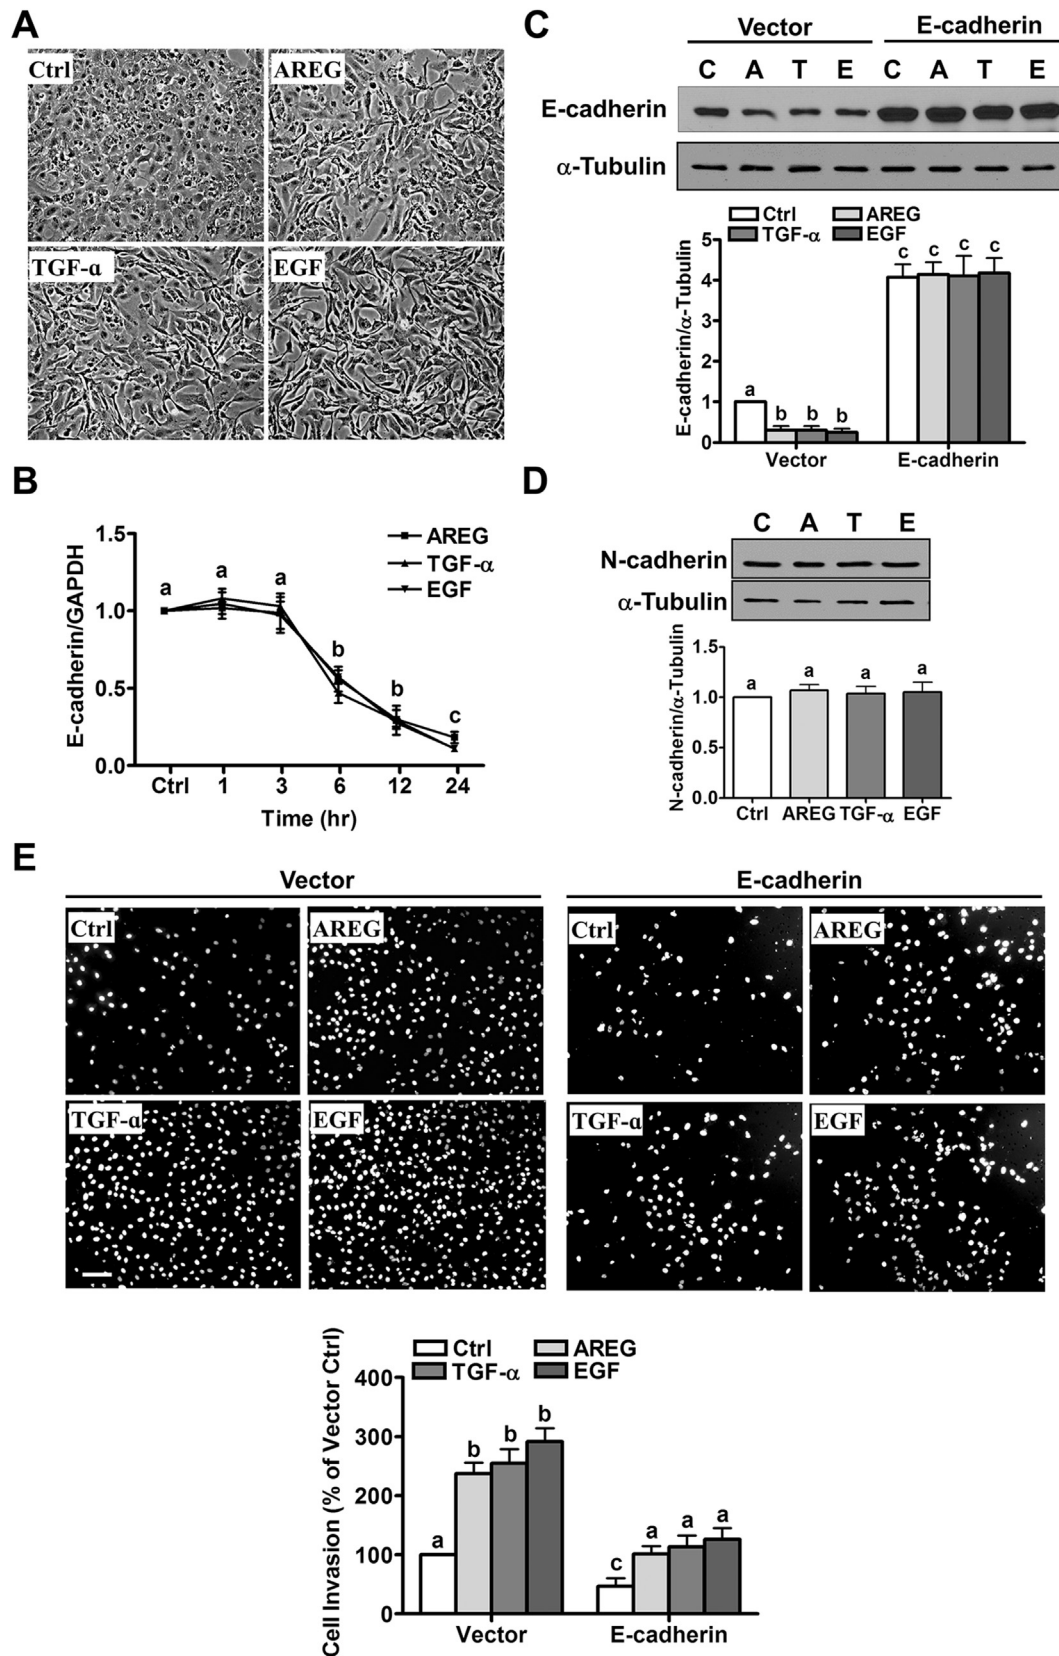 A
Ctrl
AREG
TGF-α
EGF
B
1.5
1.0
0.5
0.0
E-cadherin/GAPDH
a
a
a
b
b
c
AREG
TGF-α
EGF
Ctrl 1 3 6 12 24
Time (hr)
C
Vector E-cadherin
C A T E C A T E
E-cadherin
α-Tubulin
Ctrl AREG
TGF-α EGF
E-cadherin/α-Tubulin
5
4
3
2
1
0
a b b b c c c c
Vector E-cadherin
D
C A T E
N-cadherin
α-Tubulin
N-cadherin/α-Tubulin
1.5
1.0
0.5
0.0
a a a a
Ctrl AREG TGF-α EGF
E
Vector E-cadherin
Ctrl AREG Ctrl AREG
TGF-α EGF TGF-α EGF
Ctrl AREG
TGF-α EGF
Cell Invasion (% of Vector Ctrl)
400
300
200
100
0
a b b b c a a a
Vector E-cadherin